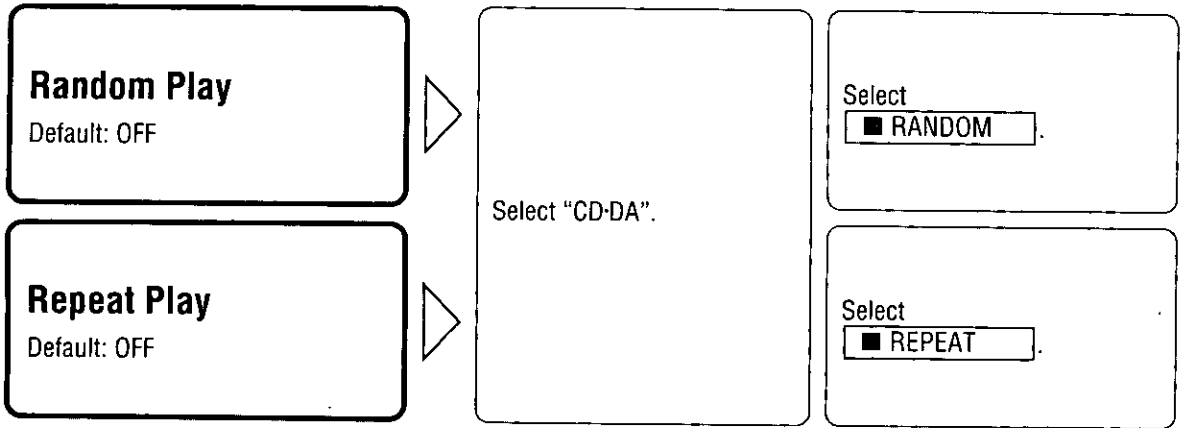 Random Play
Default: OFF
Repeat Play
Default: OFF
Select "CD·DA".
Select
■ RANDOM .
Select
■ REPEAT .